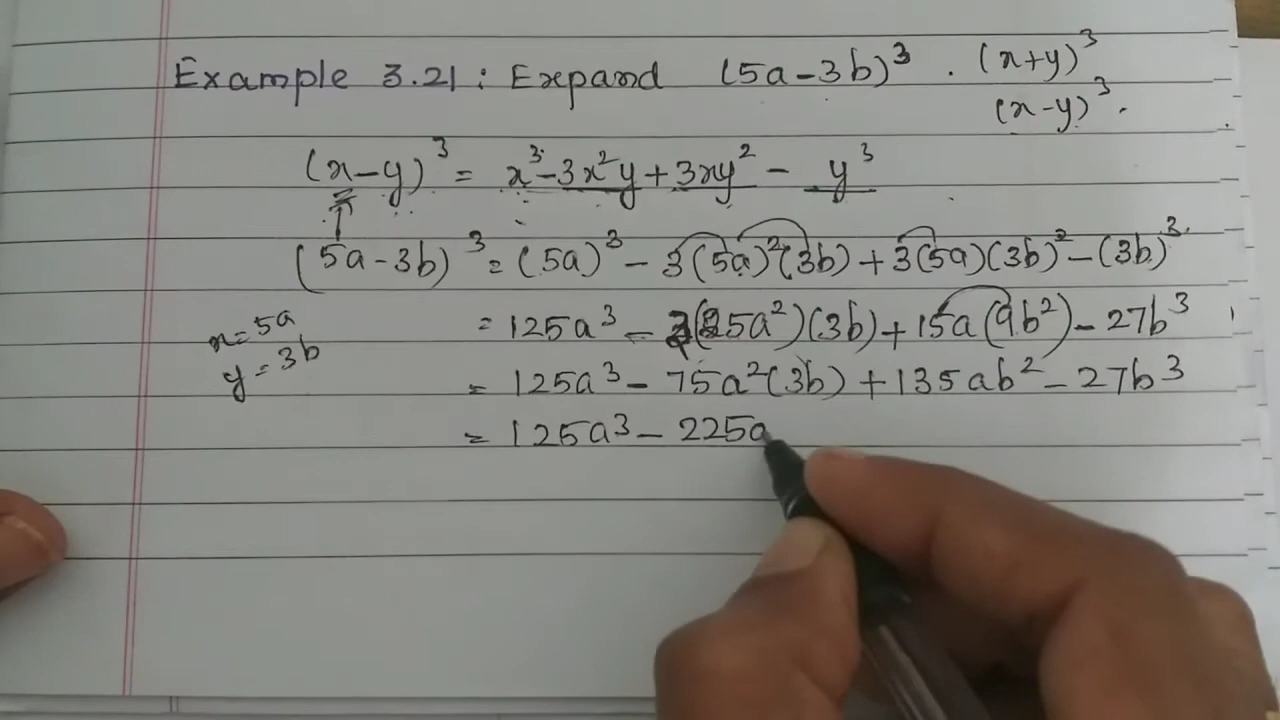 Example 3.21 : Expand (5a-3b)³ . (x+y)³
(x-y)³.
(x-y)³ = x³-3x²y+3xy² - y³
(5a-3b)³ = (5a)³ - 3(5a)²(3b)+3(5a)(3b)²-(3b)³
x=5a
y=3b
= 125a³ - 3(25a²)(3b)+15a(9b²)-27b³
= 125a³ - 75a²(3b)+135ab²-27b³
= 125a³ - 225a